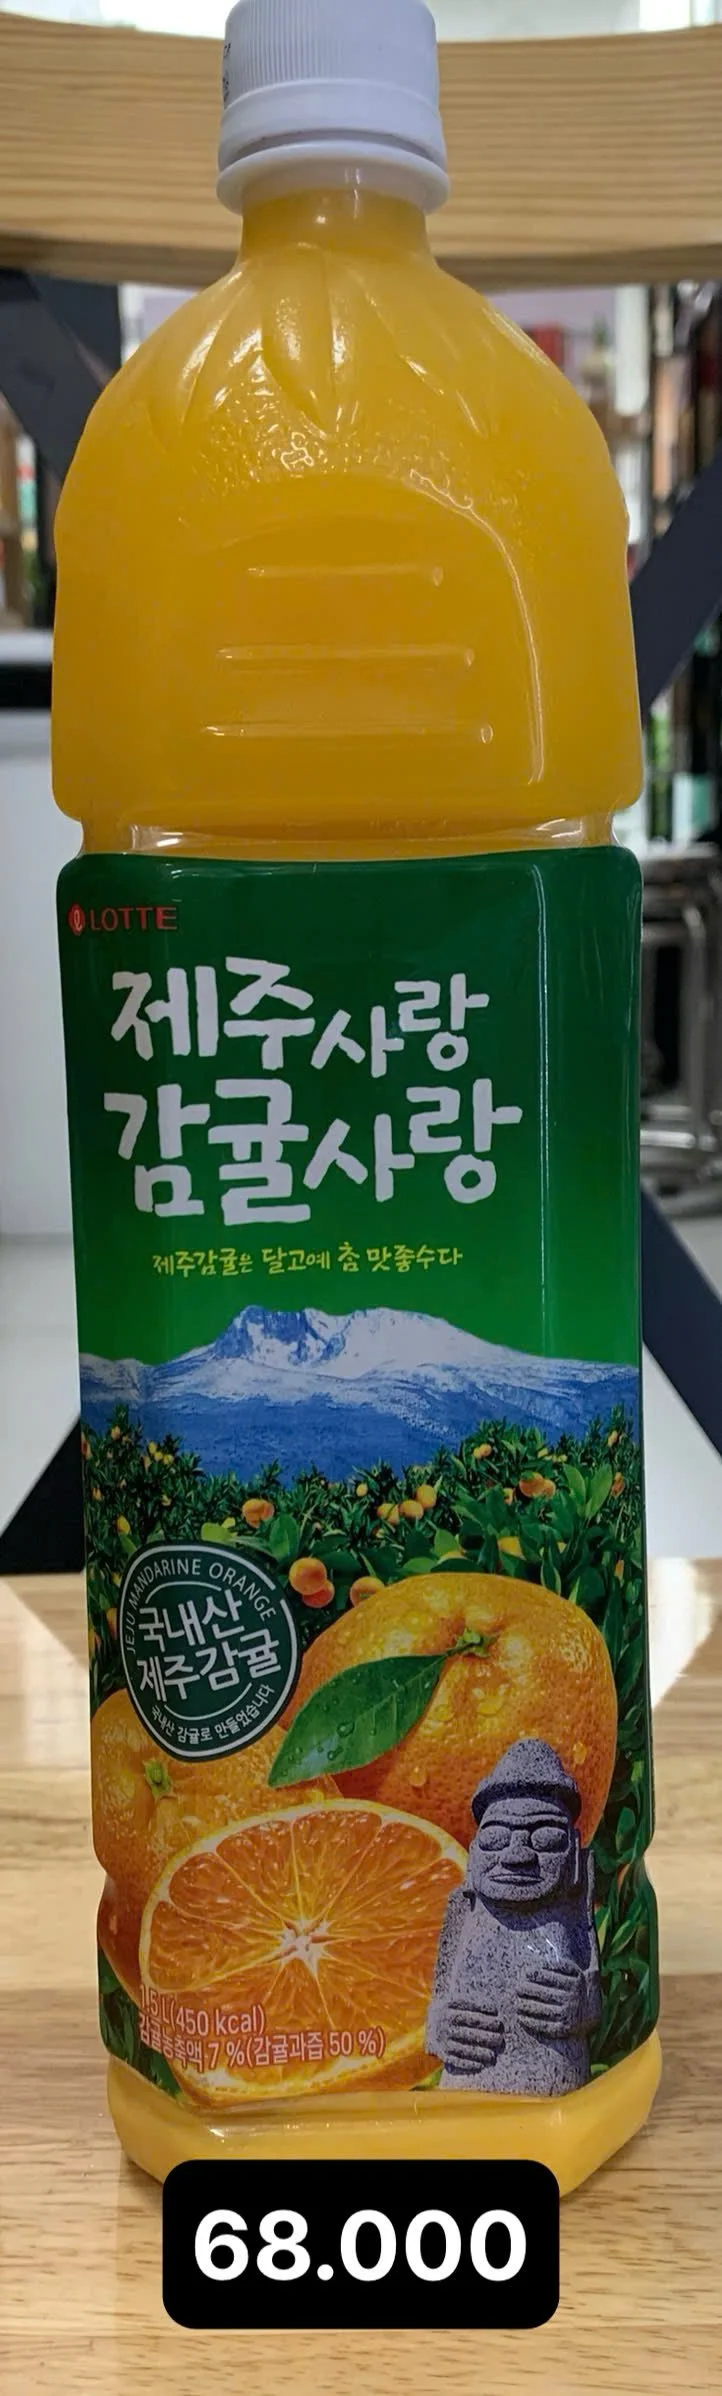 LOTTE
제주사랑
감귤사랑
제주감귤은 달고예 참 맛좋수다
JEJU MANDARINE ORANGE
국내산
제주감귤
국내산 감귤로 만들었습니다
1.5 L(450 kcal)
감귤농축액 7 %(감귤과즙 50 %)
68.000